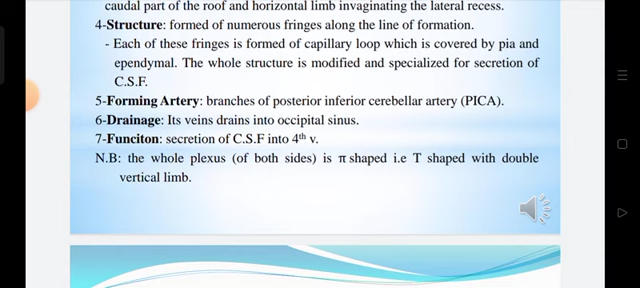 caudal part of the roof and horizontal limb invaginating the lateral recess.
4-Structure: formed of numerous fringes along the line of formation.
- Each of these fringes is formed of capillary loop which is covered by pia and
ependymal. The whole structure is modified and specialized for secretion of
C.S.F.
5-Forming Artery: branches of posterior inferior cerebellar artery (PICA).
6-Drainage: Its veins drains into occipital sinus.
7-Funciton: secretion of C.S.F into 4th v.
N.B: the whole plexus (of both sides) is π shaped i.e T shaped with double
vertical limb.